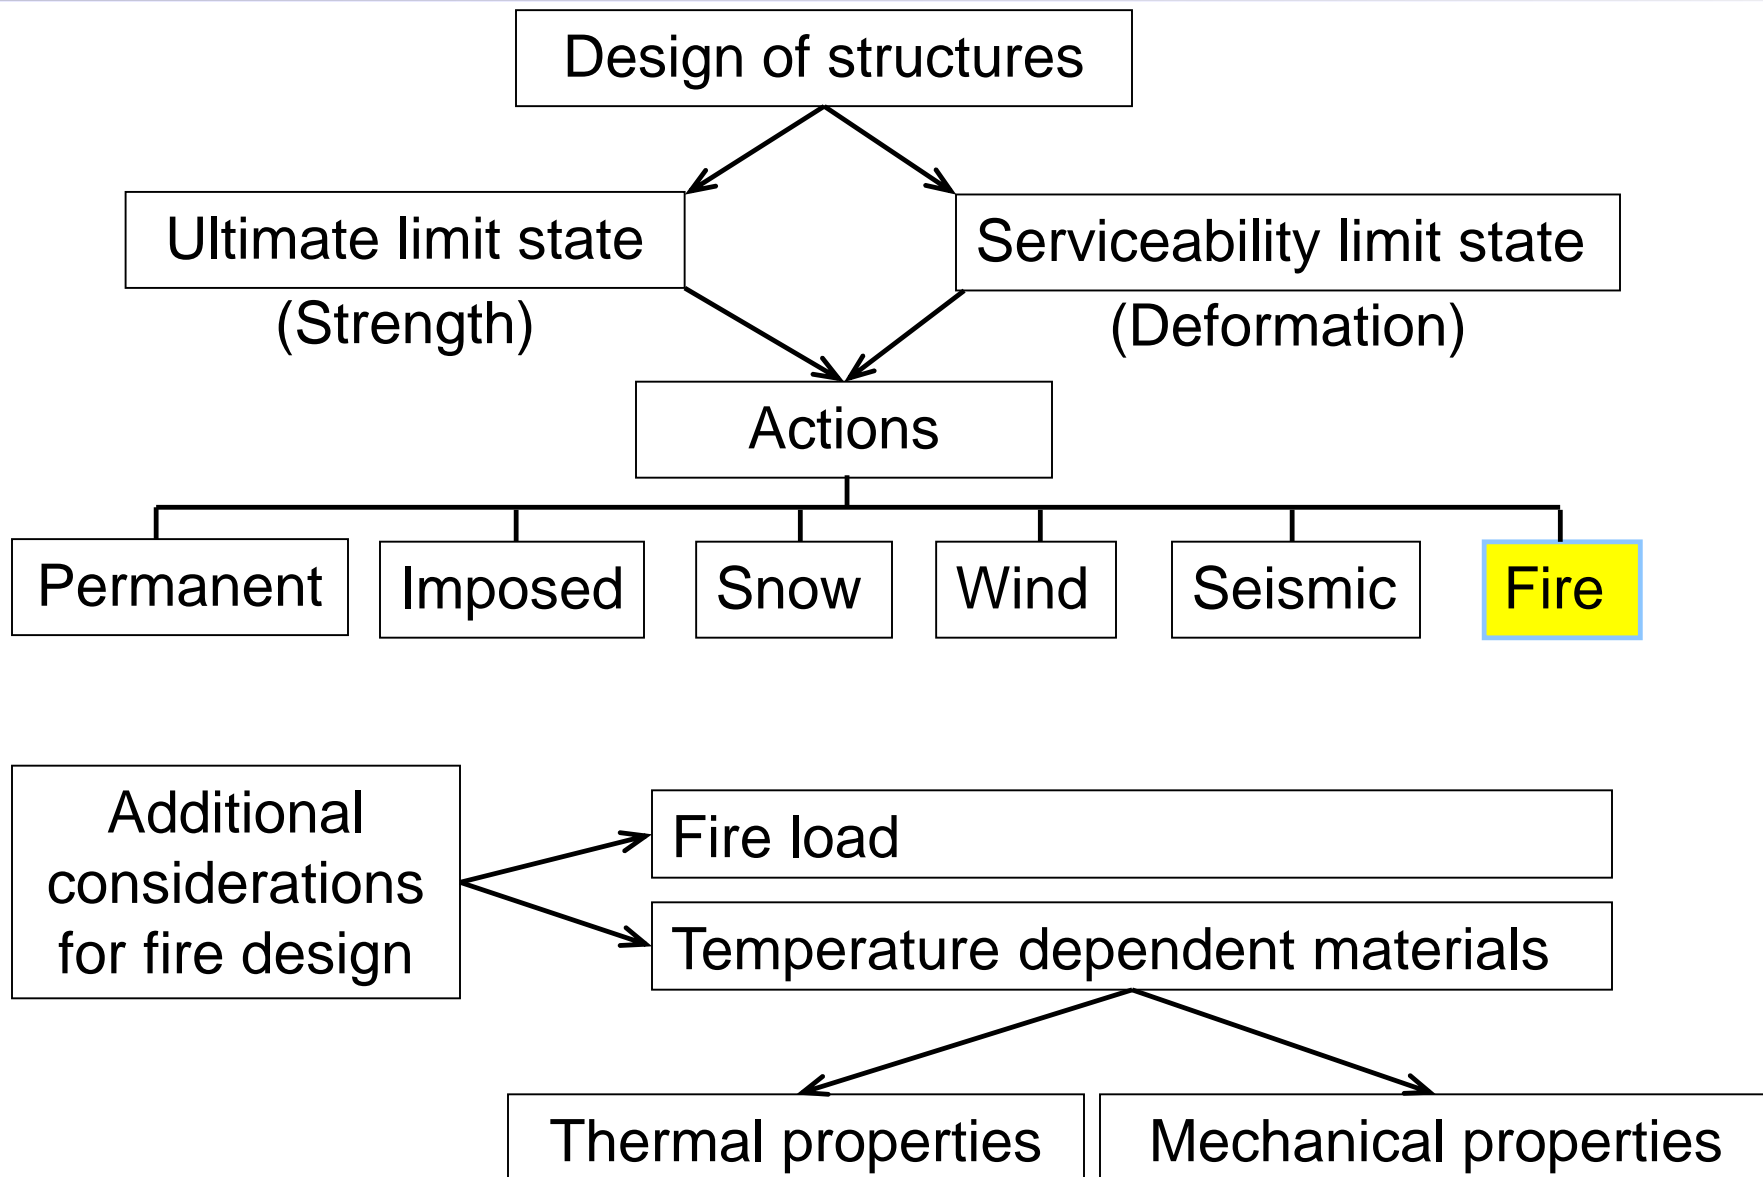 Design of structures
Ultimate limit state
Serviceability limit state
(Strength)
(Deformation)
Actions
Permanent
Imposed
Snow
Wind
Seismic
Fire
Additional
considerations
for fire design
Fire load
Temperature dependent materials
Thermal properties
Mechanical properties